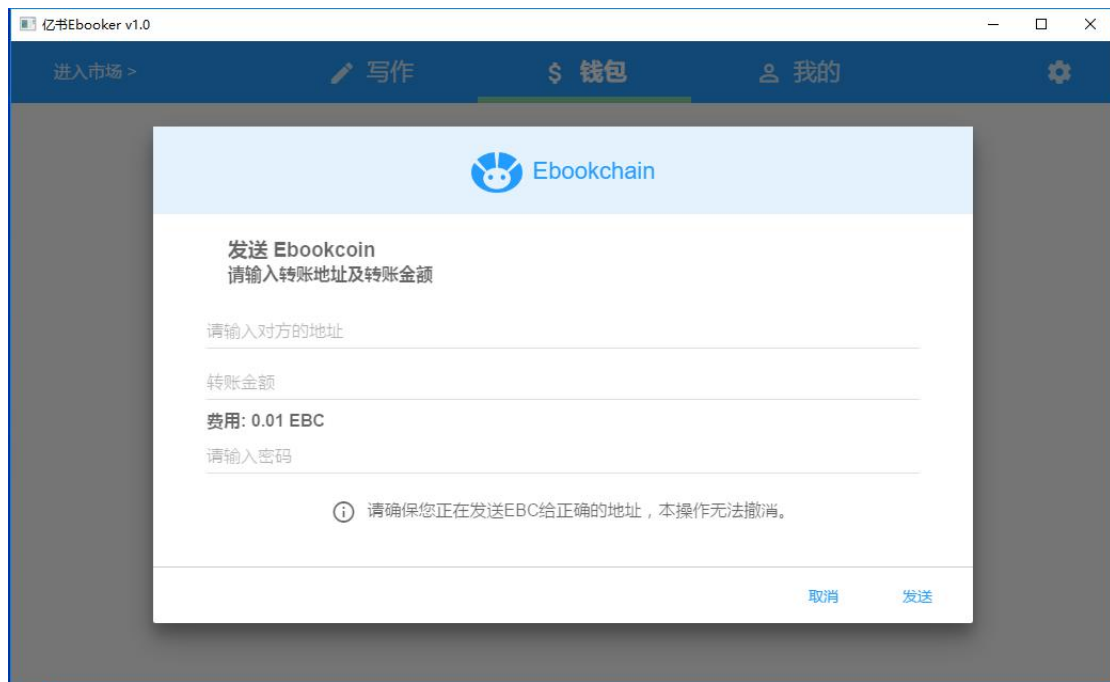 亿书Ebooker v1.0
进入市场 >
写作
$ 钱包
我的
Ebookchain
发送 Ebookcoin
请输入转账地址及转账金额
请输入对方的地址
转账金额
费用: 0.01 EBC
请输入密码
请确保您正在发送EBC给正确的地址，本操作无法撤消。
取消
发送